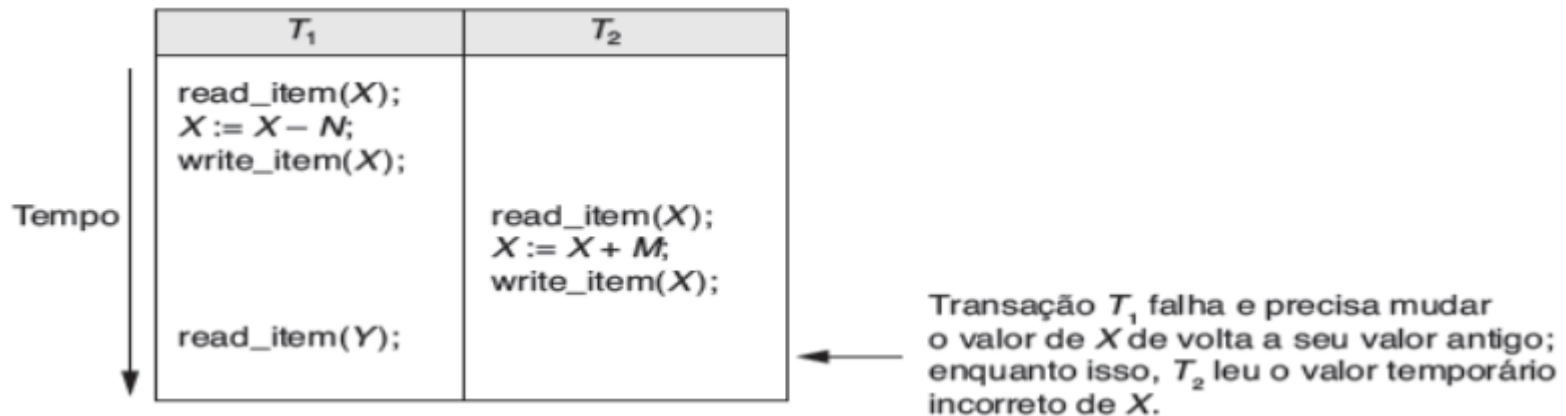 T₁ T₂
read_item(X);
X := X – N;
write_item(X);
Tempo
read_item(X);
X := X + M;
write_item(X);
read_item(Y);
Transação T₁ falha e precisa mudar
o valor de X de volta a seu valor antigo;
enquanto isso, T₂ leu o valor temporário
incorreto de X.